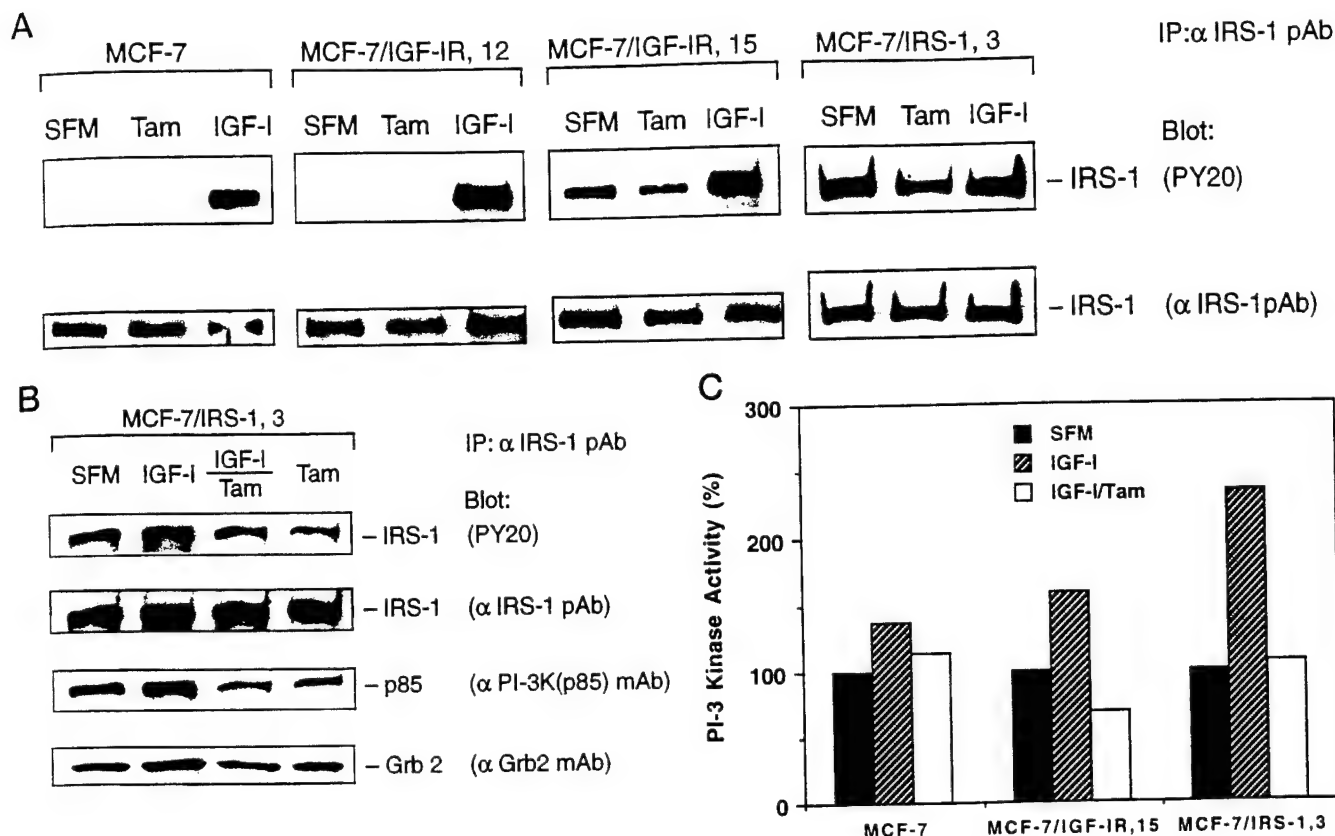 A
MCF-7
MCF-7/IGF-IR, 12
MCF-7/IGF-IR, 15
MCF-7/IRS-1, 3
IP:α IRS-1 pAb
SFM Tam IGF-I
SFM Tam IGF-I
SFM Tam IGF-I
SFM Tam IGF-I
Blot:
– IRS-1 (PY20)
– IRS-1 (α IRS-1pAb)
B
MCF-7/IRS-1, 3
IP: α IRS-1 pAb
SFM IGF-I IGF-I/Tam Tam
Blot:
– IRS-1 (PY20)
– IRS-1 (α IRS-1 pAb)
– p85 (α PI-3K(p85) mAb)
– Grb 2 (α Grb2 mAb)
C
PI-3 Kinase Activity (%)
300
200
100
0
SFM
IGF-I
IGF-I/Tam
MCF-7 MCF-7/IGF-IR,15 MCF-7/IRS-1,3